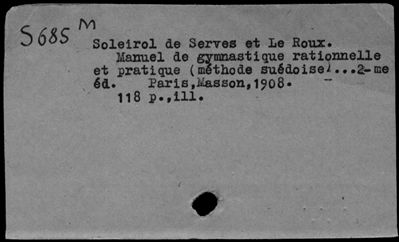 S685 M
Soleirol de Serves et Le Roux.
Manuel de gymnastique rationnelle
et pratique (méthode suédoise)...2-me
éd. Paris,Masson,1908.
118 p.,ill.